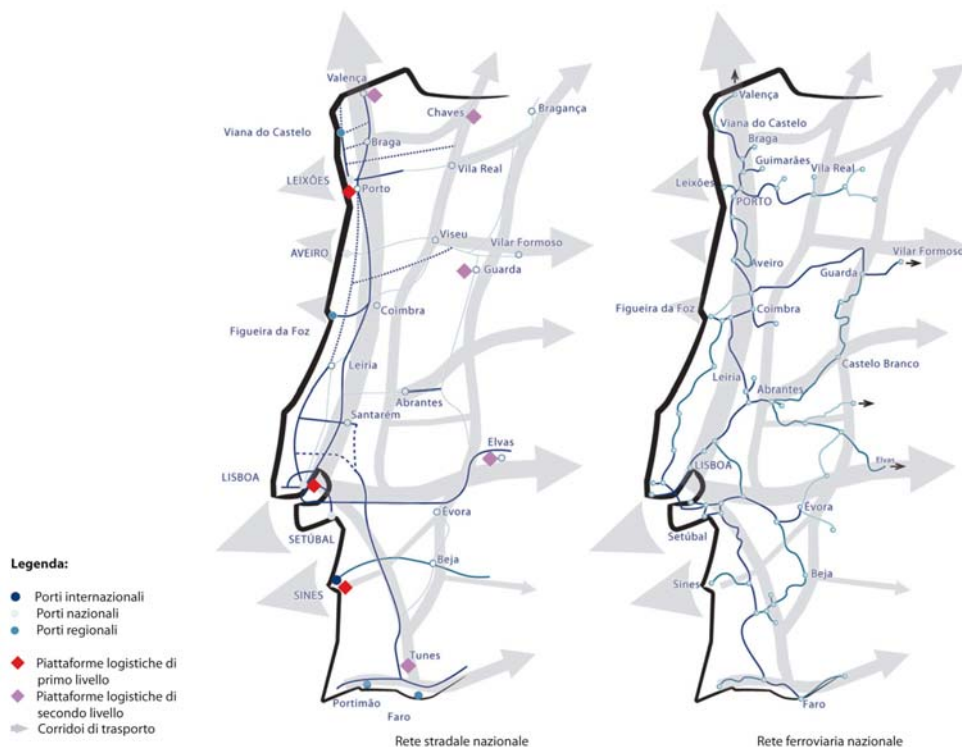 Valença
Chaves
Bragança
Viana do Castelo
Braga
LEIXÕES
Vila Real
Porto
AVEIRO
Viseu
Vilar Formoso
Guarda
Coimbra
Figueira da Foz
Leiria
Abrantes
Santarém
Elvas
LISBOA
Évora
SETÚBAL
Beja
SINES
Tunes
Portimão
Faro
Rete stradale nazionale
Valença
Viana do Castelo
Braga
Guimarães
Vila Real
Leixões
PORTO
Vilar Formoso
Aveiro
Guarda
Figueira da Foz
Coimbra
Castelo Branco
Leiria
Abrantes
LISBOA
Elvas
Évora
Setúbal
Sines
Beja
Faro
Rete ferroviaria nazionale
Legenda:
Porti internazionali
Porti nazionali
Porti regionali
Piattaforme logistiche di
primo livello
Piattaforme logistiche di
secondo livello
Corridoi di trasporto